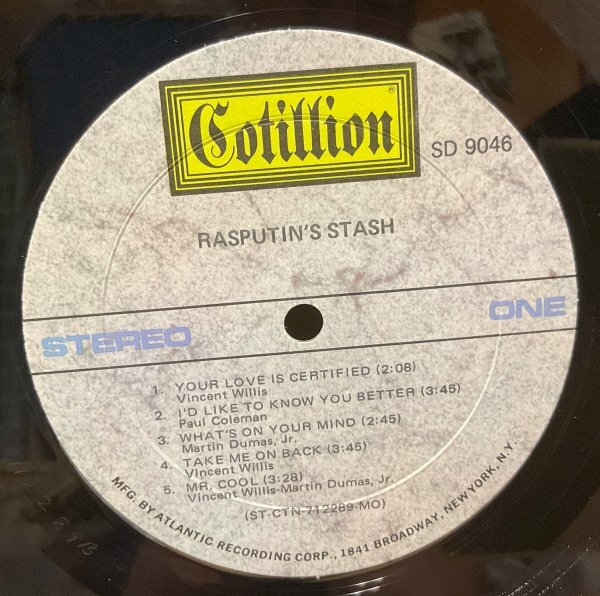 Cotillion®
SD 9046
RASPUTIN'S STASH
STEREO
ONE
1. YOUR LOVE IS CERTIFIED (2:08)
Vincent Willis
2. I'D LIKE TO KNOW YOU BETTER (3:45)
Paul Coleman
3. WHAT'S ON YOUR MIND (2:45)
Martin Dumas, Jr.
4. TAKE ME ON BACK (3:45)
Vincent Willis
5. MR. COOL (3:28)
Vincent Willis-Martin Dumas, Jr.
(ST-CTN-712289-MO)
MFG. BY ATLANTIC RECORDING CORP., 1841 BROADWAY, NEW YORK, N.Y.